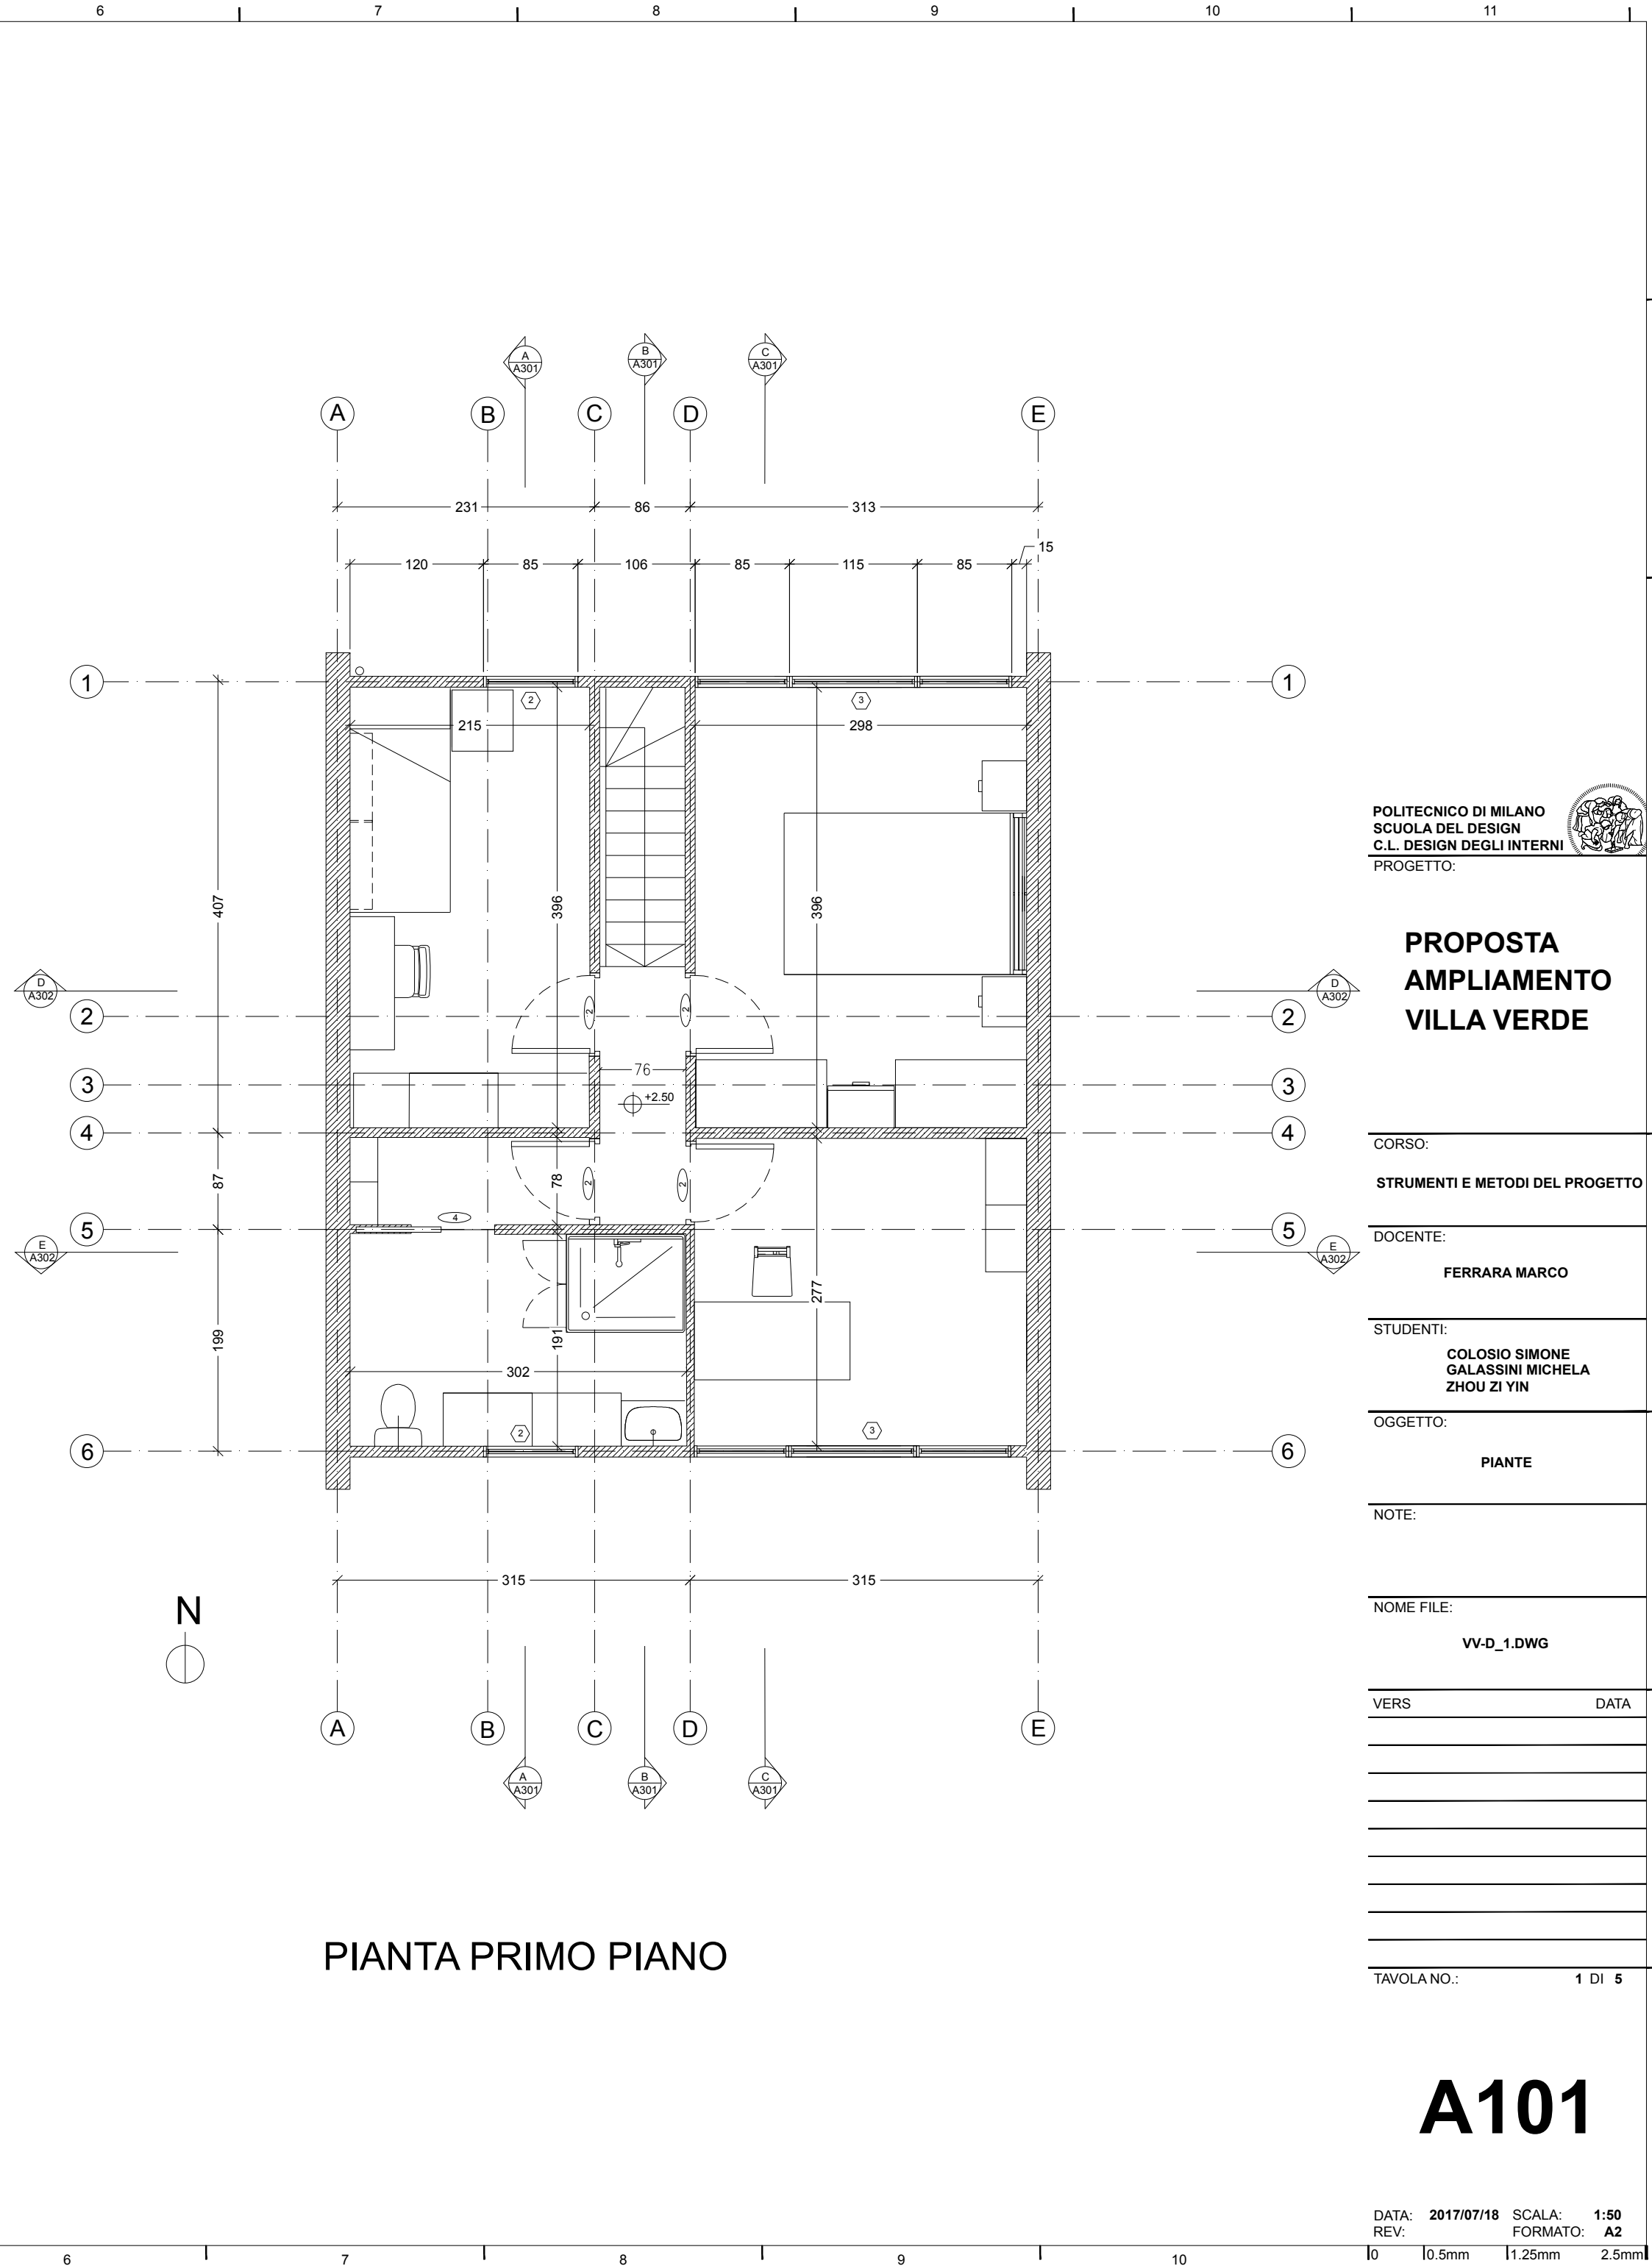 6 7 8 9 10 11
A A301
B A301
C A301
A B C D E
231 86 313
15
120 85 106 85 115 85
1 1
2 3
215 298
407 396 396
D A302
D A302
2 2 2 2
76
3 3
+2.50
4 4
87 78 2 2
4
5 5
E A302
E A302
277
199 191
302
2 3
6 6
315 315
N
A B C D E
A A301
B A301
C A301
PIANTA PRIMO PIANO
POLITECNICO DI MILANO
SCUOLA DEL DESIGN
C.L. DESIGN DEGLI INTERNI
PROGETTO:
PROPOSTA
AMPLIAMENTO
VILLA VERDE
CORSO:
STRUMENTI E METODI DEL PROGETTO
DOCENTE:
FERRARA MARCO
STUDENTI:
COLOSIO SIMONE
GALASSINI MICHELA
ZHOU ZI YIN
OGGETTO:
PIANTE
NOTE:
NOME FILE:
VV-D_1.DWG
VERS DATA
TAVOLA NO.: 1 DI 5
A101
DATA: 2017/07/18 SCALA: 1:50
REV: FORMATO: A2
0 0.5mm 1.25mm 2.5mm
6 7 8 9 10